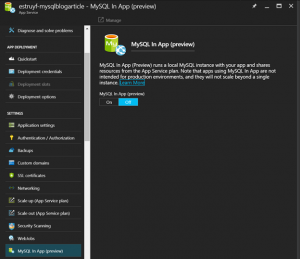 estruyf-mysqlblogarticle - MySQL In App (preview)
App Service
Manage
Diagnose and solve problems
APP DEPLOYMENT
Quickstart
Deployment credentials
Deployment slots
Deployment options
SETTINGS
Application settings
Authentication / Authorization
Backups
Custom domains
SSL certificates
Networking
Scale up (App Service plan)
Scale out (App Service plan)
Security Scanning
WebJobs
MySQL In App (preview)
MySQL In App (preview)
MySQL In App (Preview) runs a local MySQL instance with your app and shares
resources from the App Service plan. Note that apps using MySQL In App are not
intended for production environments, and they will not scale beyond a single
instance. Learn More
MySQL In App (preview)
On Off